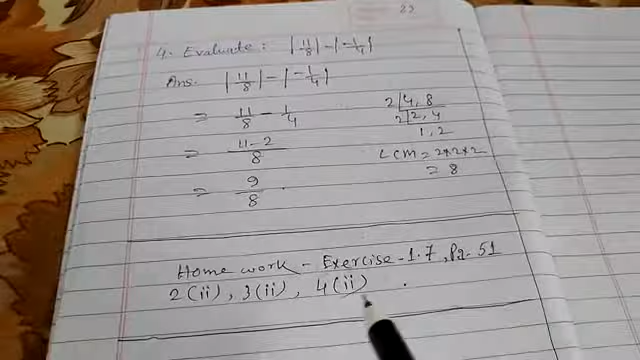 23
4. Evaluate : |11/8| - |-1/4|
Ans. |11/8| - |-1/4|
= 11/8 - 1/4
= 11-2/8
= 9/8 .
2|4, 8
2|2, 4
1, 2
LCM = 2×2×2
= 8
Home work - Exercise - 1.7, Pg - 51
2(ii), 3(ii), 4(ii) .